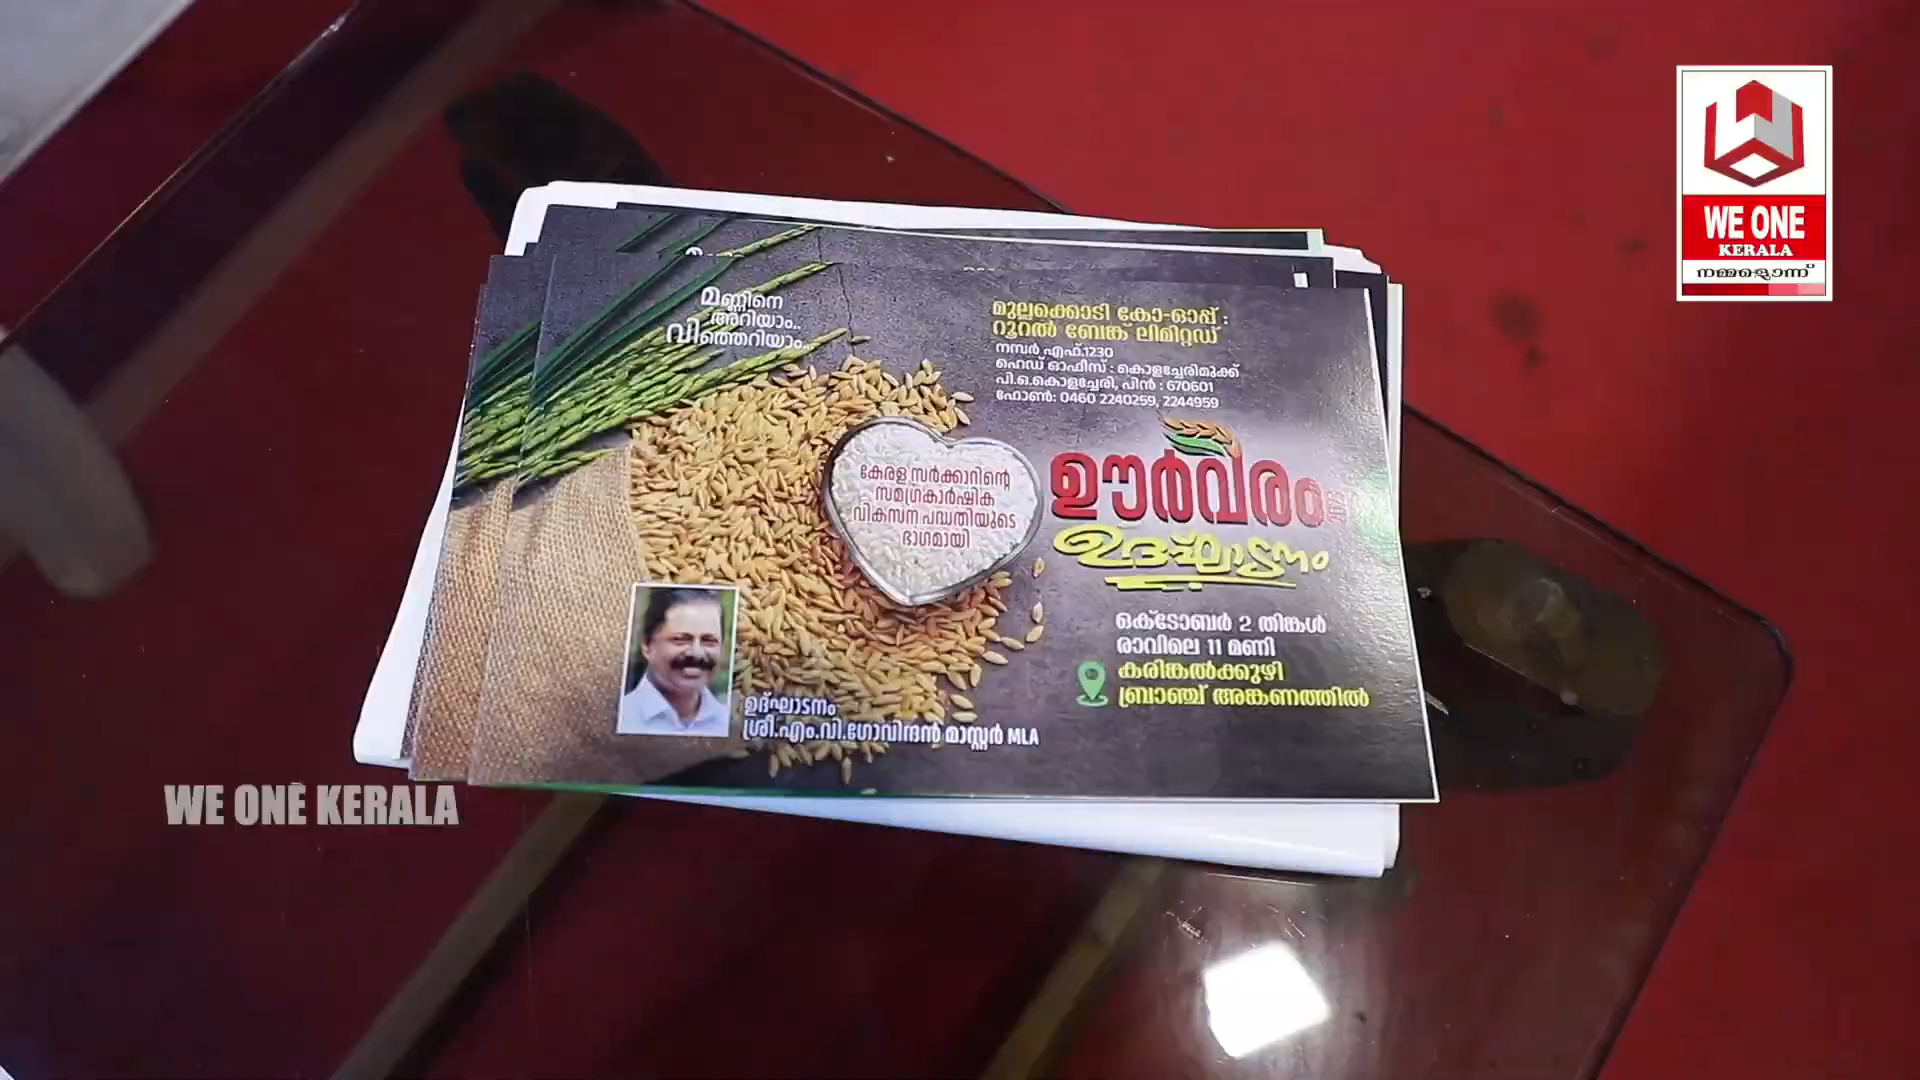 മണ്ണിനെ
അറിയാം..
വിത്തെറിയാം...
മുല്ലക്കൊടി കോ-ഓപ്പ് :
റൂറൽ ബേങ്ക് ലിമിറ്റഡ്
നമ്പർ എഫ്.1230
ഹെഡ് ഓഫീസ് : കൊളച്ചേരിമുക്ക്
പി.ഒ.കൊളച്ചേരി, പിൻ : 670601
ഫോൺ: 0460 2240259, 2244959
കേരള സർക്കാറിന്റെ
സമഗ്രകാർഷിക
വികസന പദ്ധതിയുടെ
ഭാഗമായി
ഊർവരം
ഉദ്ഘാടനം
ഒക്ടോബർ 2 തിങ്കൾ
രാവിലെ 11 മണി
കരിങ്കൽക്കുഴി
ബ്രാഞ്ച് അങ്കണത്തിൽ
ഉദ്ഘാടനം
ശ്രീ.എം.വി.ഗോവിന്ദൻ മാസ്റ്റർ MLA
WE ONE
KERALA
നമ്മളൊന്ന്
WE ONE KERALA